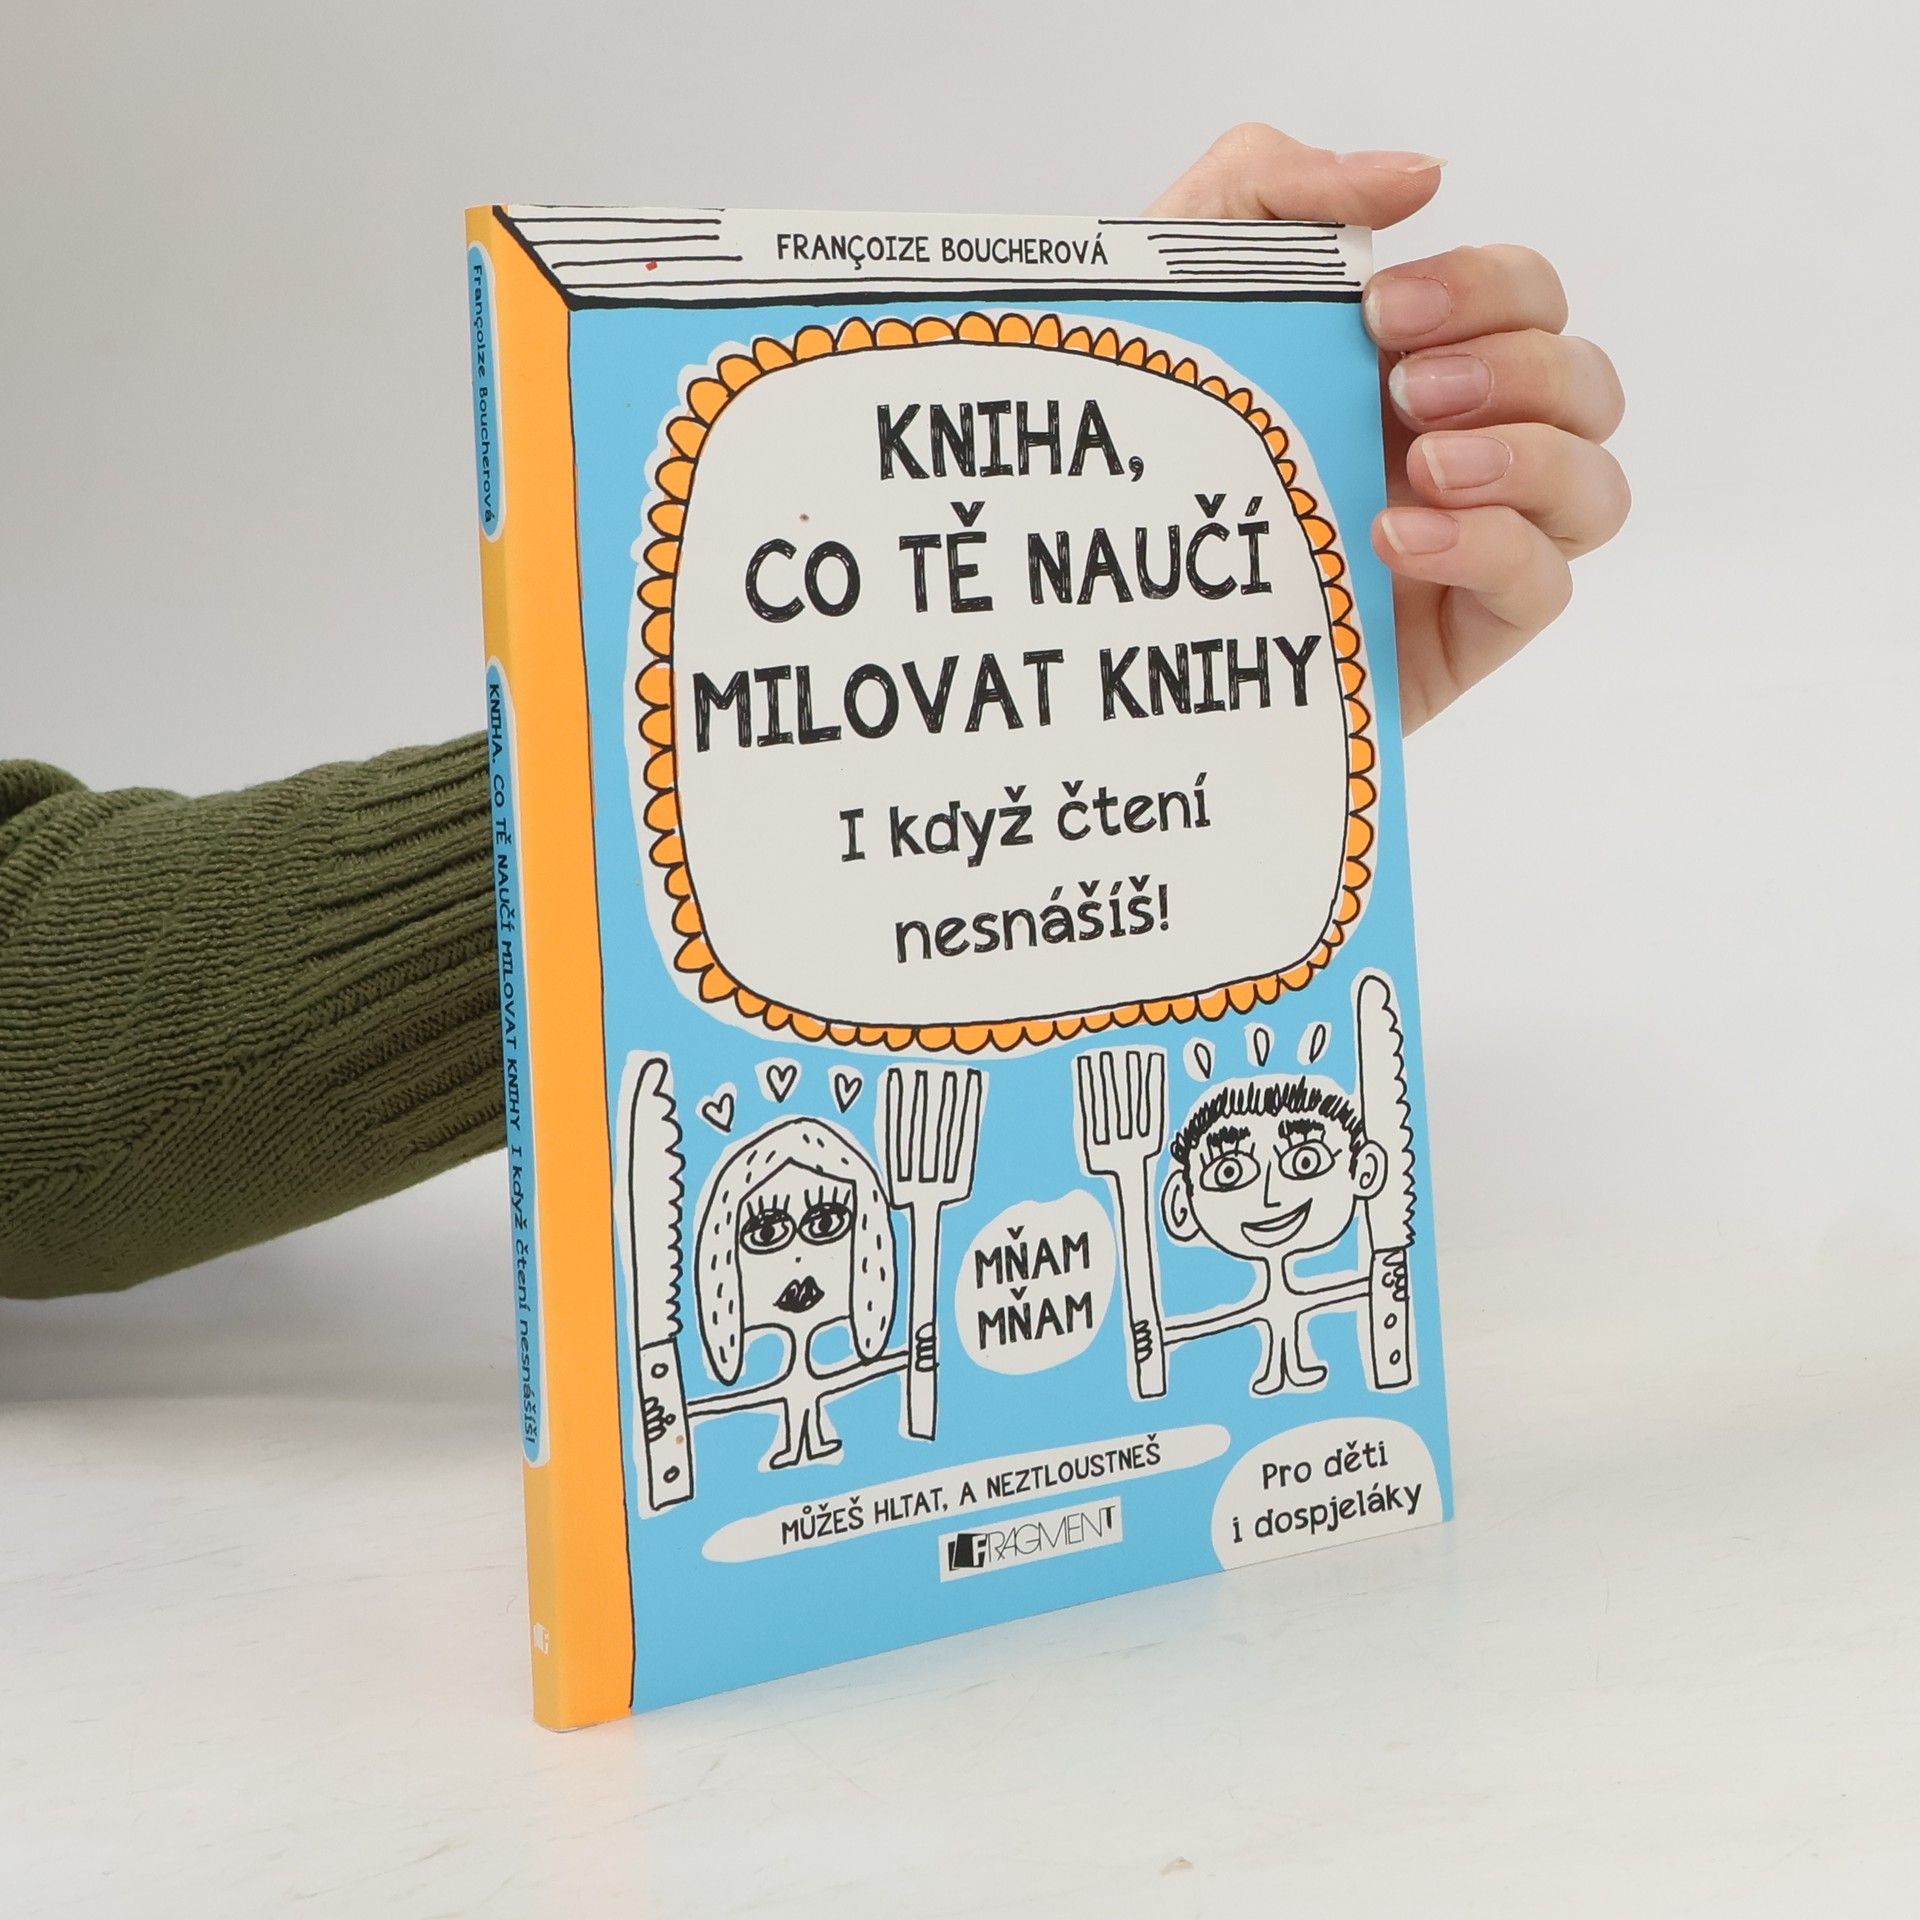 FRANÇOIZE BOUCHEROVÁ
KNIHA,
CO TĚ NAUČÍ
MILOVAT KNIHY
I když čtení
nesnášíš!
MŇAM
MŇAM
MŮŽEŠ HLTAT, A NEZTLOUSTNEŠ
FRAGMENT
Pro děti
i dospjeláky
Françoize Boucherová
KNIHA, CO TĚ NAUČÍ MILOVAT KNIHY I když čtení nesnášíš!